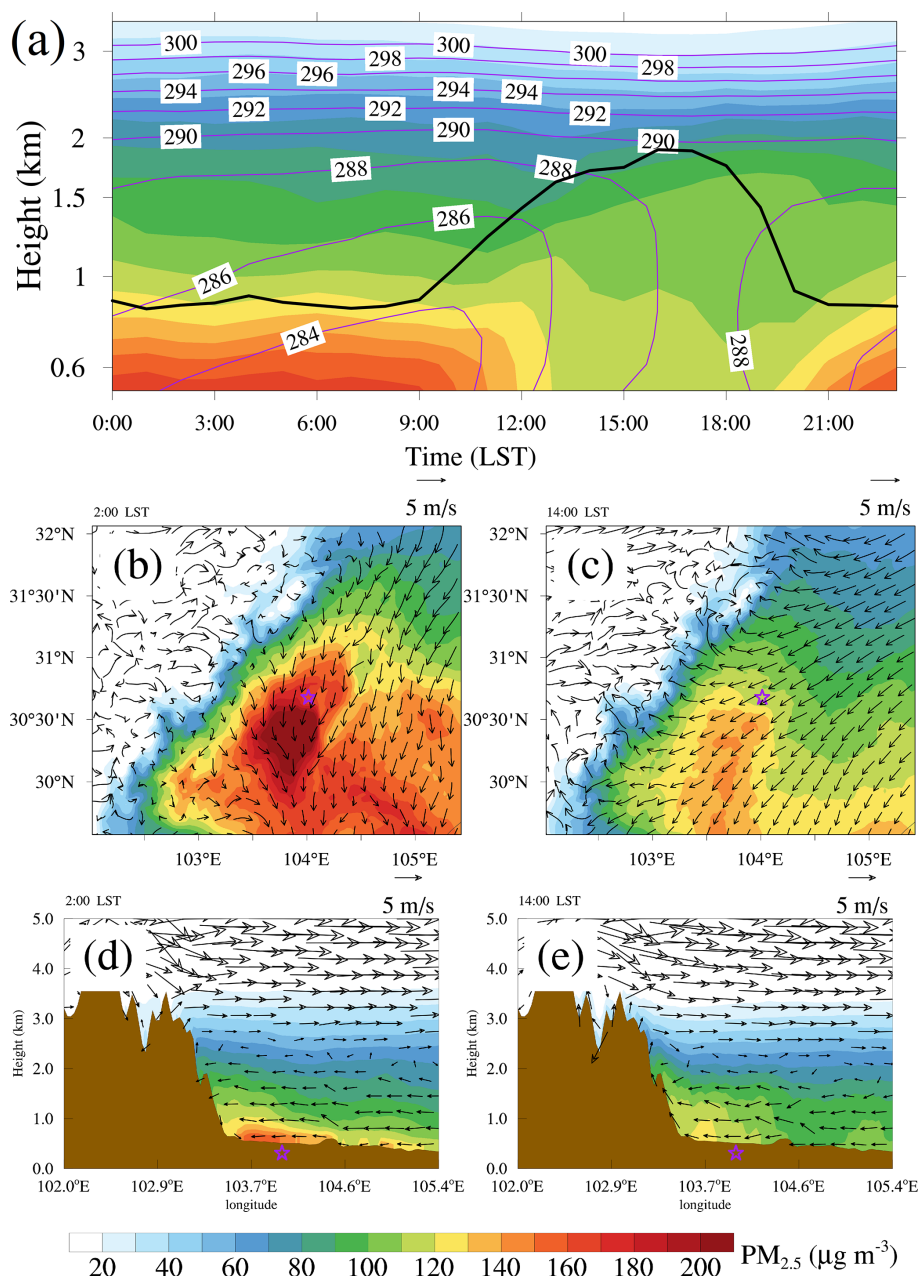 (a)
3
2
1.5
1
0.6
Height (km)
300 300 300
298 298
296 296
294 294 294
292 292 292
290 290 290
288 288
286 286
284
288
0:00 3:00 6:00 9:00 12:00 15:00 18:00 21:00
Time (LST)
2:00 LST
5 m/s
(b)
32°N
31°30'N
31°N
30°30'N
30°N
103°E 104°E 105°E
14:00 LST
5 m/s
(c)
32°N
31°30'N
31°N
30°30'N
30°N
103°E 104°E 105°E
2:00 LST
5 m/s
(d)
5.0
4.0
3.0
2.0
1.0
0.0
Height (km)
102.0°E 102.9°E 103.7°E 104.6°E 105.4°E
longitude
14:00 LST
5 m/s
(e)
5.0
4.0
3.0
2.0
1.0
0.0
Height (km)
102.0°E 102.9°E 103.7°E 104.6°E 105.4°E
longitude
20 40 60 80 100 120 140 160 180 200
PM2.5 (μg m-3)